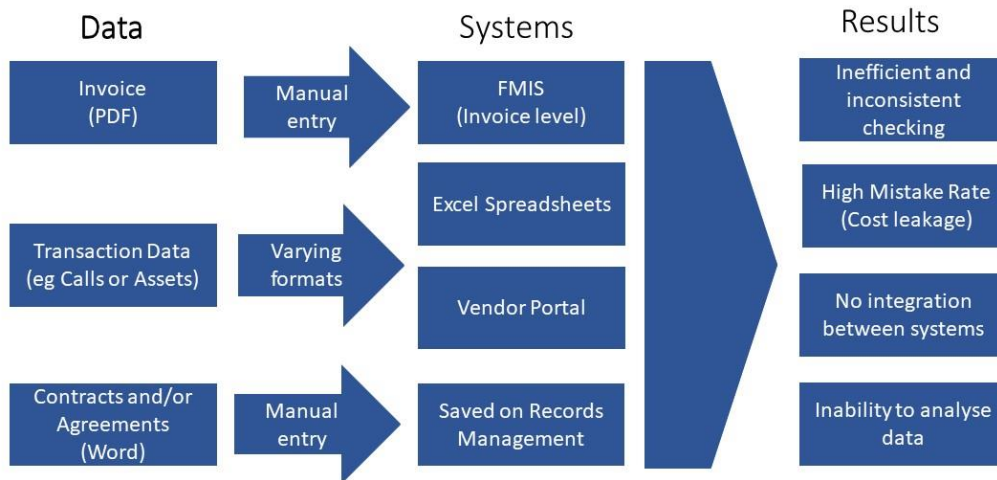 Data
Systems
Results
Invoice
(PDF)
Manual
entry
FMIS
(Invoice level)
Inefficient and
inconsistent
checking
Excel Spreadsheets
High Mistake Rate
(Cost leakage)
Transaction Data
(eg Calls or Assets)
Varying
formats
Vendor Portal
No integration
between systems
Contracts and/or
Agreements
(Word)
Manual
entry
Saved on Records
Management
Inability to analyse
data